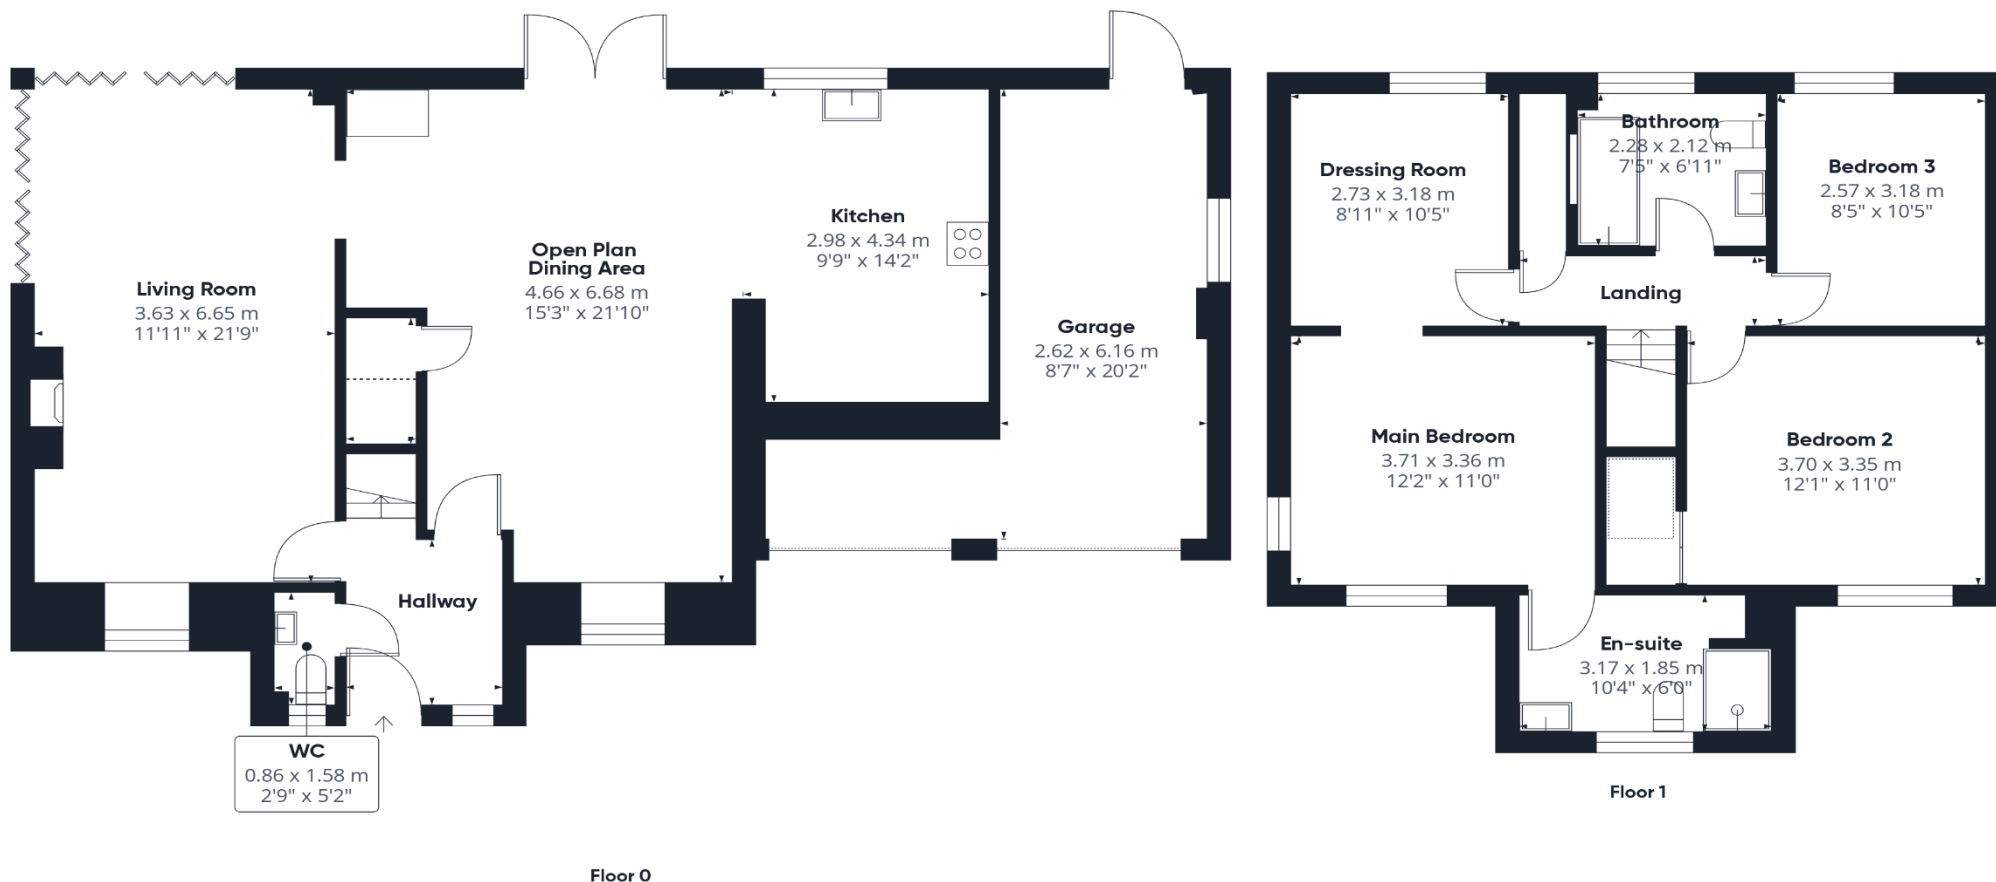 Living Room
3.63 x 6.65 m
11'11" x 21'9"
Open Plan
Dining Area
4.66 x 6.68 m
15'3" x 21'10"
Kitchen
2.98 x 4.34 m
9'9" x 14'2"
Garage
2.62 x 6.16 m
8'7" x 20'2"
Hallway
WC
0.86 x 1.58 m
2'9" x 5'2"
Floor 0
Dressing Room
2.73 x 3.18 m
8'11" x 10'5"
Bathroom
2.28 x 2.12 m
7'5" x 6'11"
Bedroom 3
2.57 x 3.18 m
8'5" x 10'5"
Landing
Main Bedroom
3.71 x 3.36 m
12'2" x 11'0"
Bedroom 2
3.70 x 3.35 m
12'1" x 11'0"
En-suite
3.17 x 1.85 m
10'4" x 6'0"
Floor 1